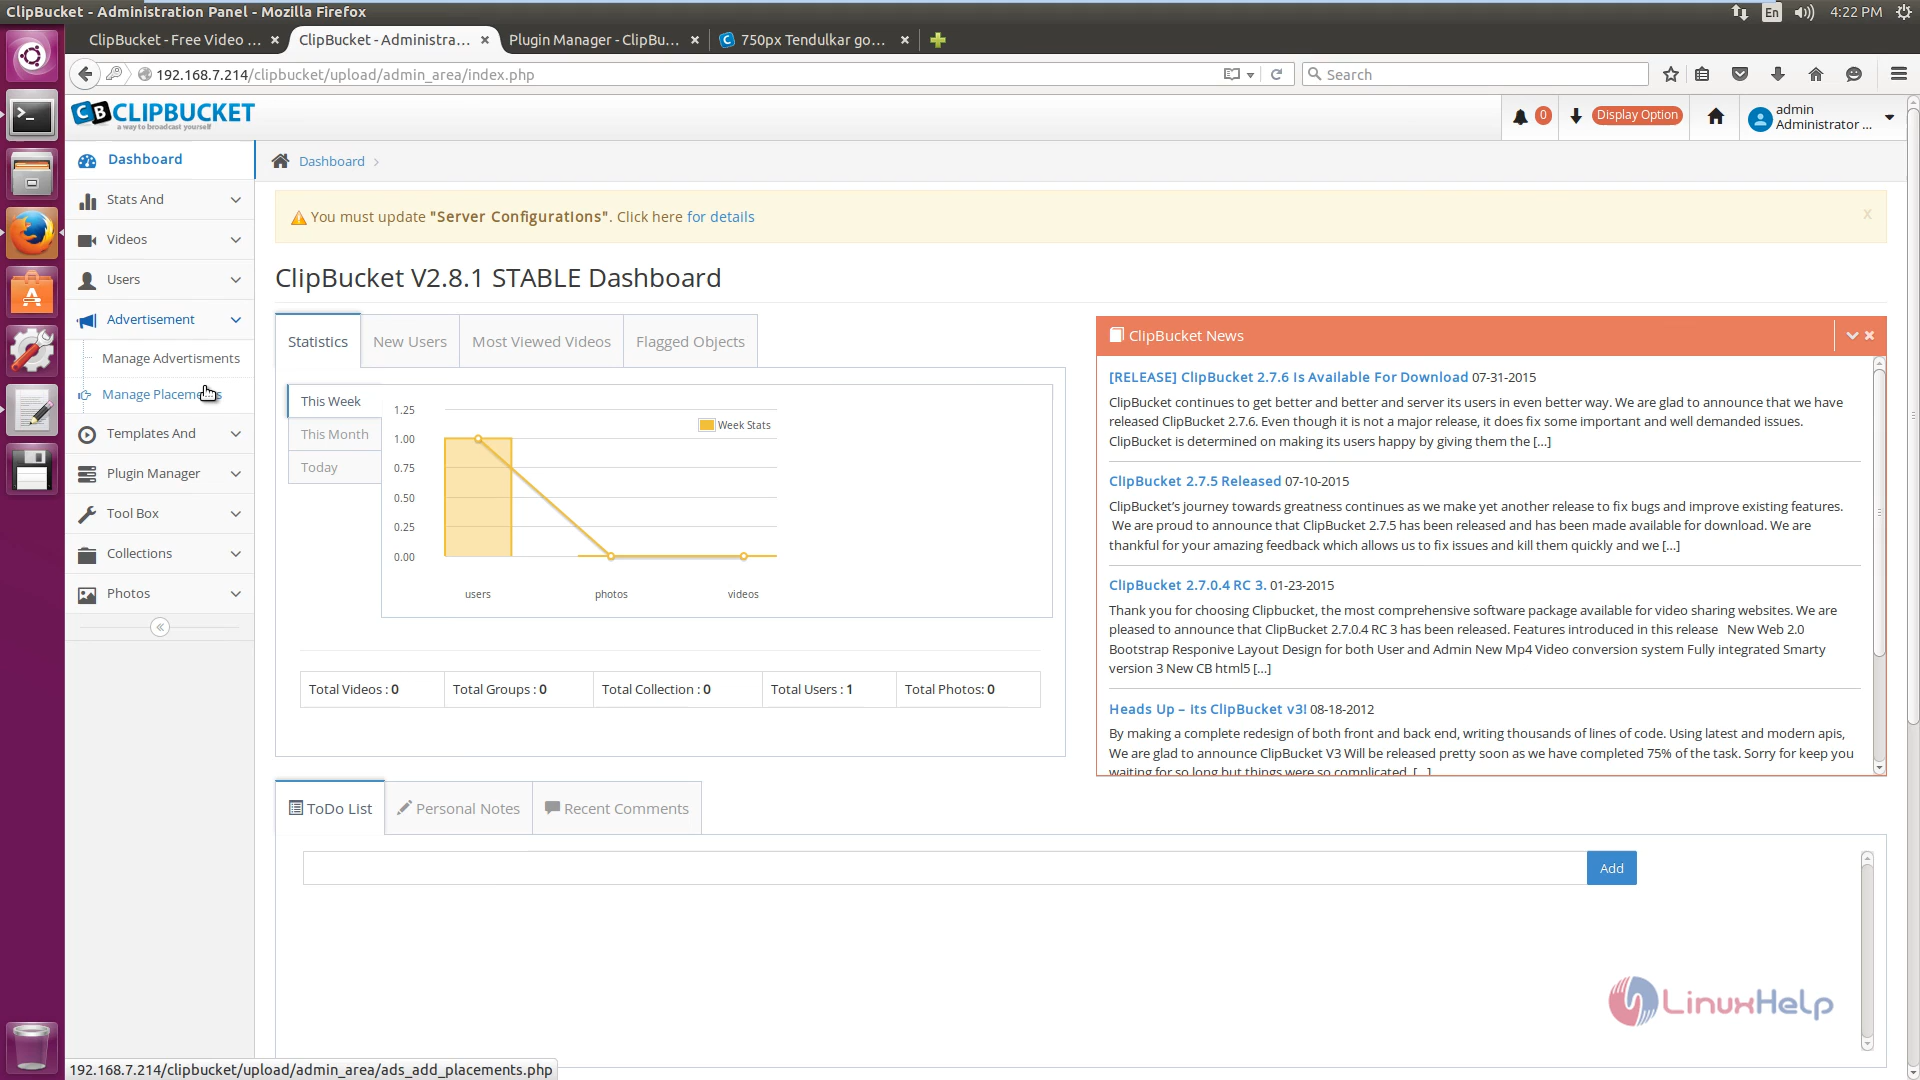 ClipBucket - Administration Panel - Mozilla Firefox
En
4:22 PM
ClipBucket - Free Video ...
ClipBucket - Administra...
Plugin Manager - ClipBu...
750px Tendulkar go...
192.168.7.214/clipbucket/upload/admin_area/index.php
Search
CB CLIPBUCKET
a way to broadcast yourself
0
Display Option
admin
Administrator ...
Dashboard
Stats And
Videos
Users
Advertisement
Manage Advertisments
Manage Placements
Templates And
Plugin Manager
Tool Box
Collections
Photos
Dashboard
You must update "Server Configurations". Click here for details
x
ClipBucket V2.8.1 STABLE Dashboard
Statistics
New Users
Most Viewed Videos
Flagged Objects
This Week
This Month
Today
1.25
1.00
0.75
0.50
0.25
0.00
Week Stats
users
photos
videos
Total Videos : 0
Total Groups : 0
Total Collection : 0
Total Users : 1
Total Photos: 0
ClipBucket News
[RELEASE] ClipBucket 2.7.6 Is Available For Download 07-31-2015
ClipBucket continues to get better and better and server its users in even better way. We are glad to announce that we have
released ClipBucket 2.7.6. Even though it is not a major release, it does fix some important and well demanded issues.
ClipBucket is determined on making its users happy by giving them the [...]
ClipBucket 2.7.5 Released 07-10-2015
ClipBucket's journey towards greatness continues as we make yet another release to fix bugs and improve existing features.
We are proud to announce that ClipBucket 2.7.5 has been released and has been made available for download. We are
thankful for your amazing feedback which allows us to fix issues and kill them quickly and we [...]
ClipBucket 2.7.0.4 RC 3. 01-23-2015
Thank you for choosing Clipbucket, the most comprehensive software package available for video sharing websites. We are
pleased to announce that ClipBucket 2.7.0.4 RC 3 has been released. Features introduced in this release New Web 2.0
Bootstrap Responive Layout Design for both User and Admin New Mp4 Video conversion system Fully integrated Smarty
version 3 New CB html5 [...]
Heads Up – Its ClipBucket v3! 08-18-2012
By making a complete redesign of both front and back end, writing thousands of lines of code. Using latest and modern apis,
We are glad to announce ClipBucket V3 Will be released pretty soon as we have completed 75% of the task. Sorry for keep you
waiting for so long but things were so complicated. [...]
ToDo List
Personal Notes
Recent Comments
Add
LinuxHelp
192.168.7.214/clipbucket/upload/admin_area/ads_add_placements.php